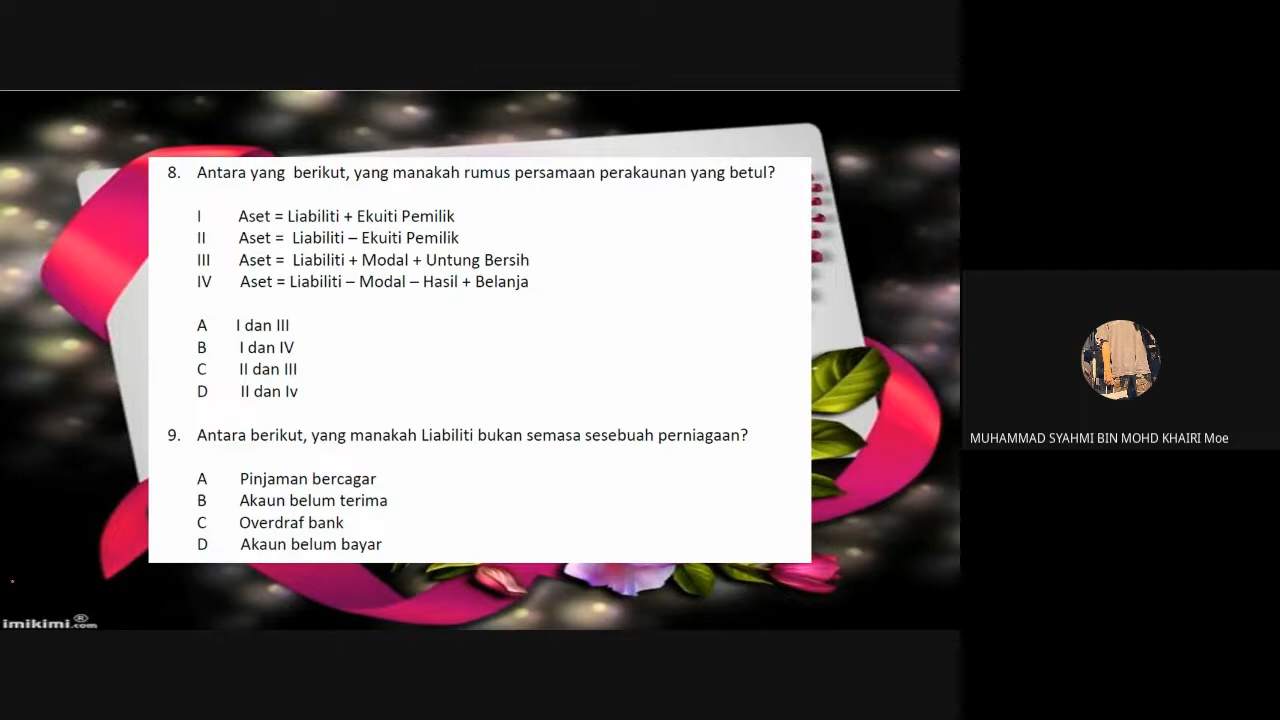 8. Antara yang berikut, yang manakah rumus persamaan perakaunan yang betul?
I Aset = Liabiliti + Ekuiti Pemilik
II Aset = Liabiliti – Ekuiti Pemilik
III Aset = Liabiliti + Modal + Untung Bersih
IV Aset = Liabiliti – Modal – Hasil + Belanja
A I dan III
B I dan IV
C II dan III
D II dan Iv
9. Antara berikut, yang manakah Liabiliti bukan semasa sesebuah perniagaan?
A Pinjaman bercagar
B Akaun belum terima
C Overdraf bank
D Akaun belum bayar
MUHAMMAD SYAHMI BIN MOHD KHAIRI Moe
imikimi.com ®